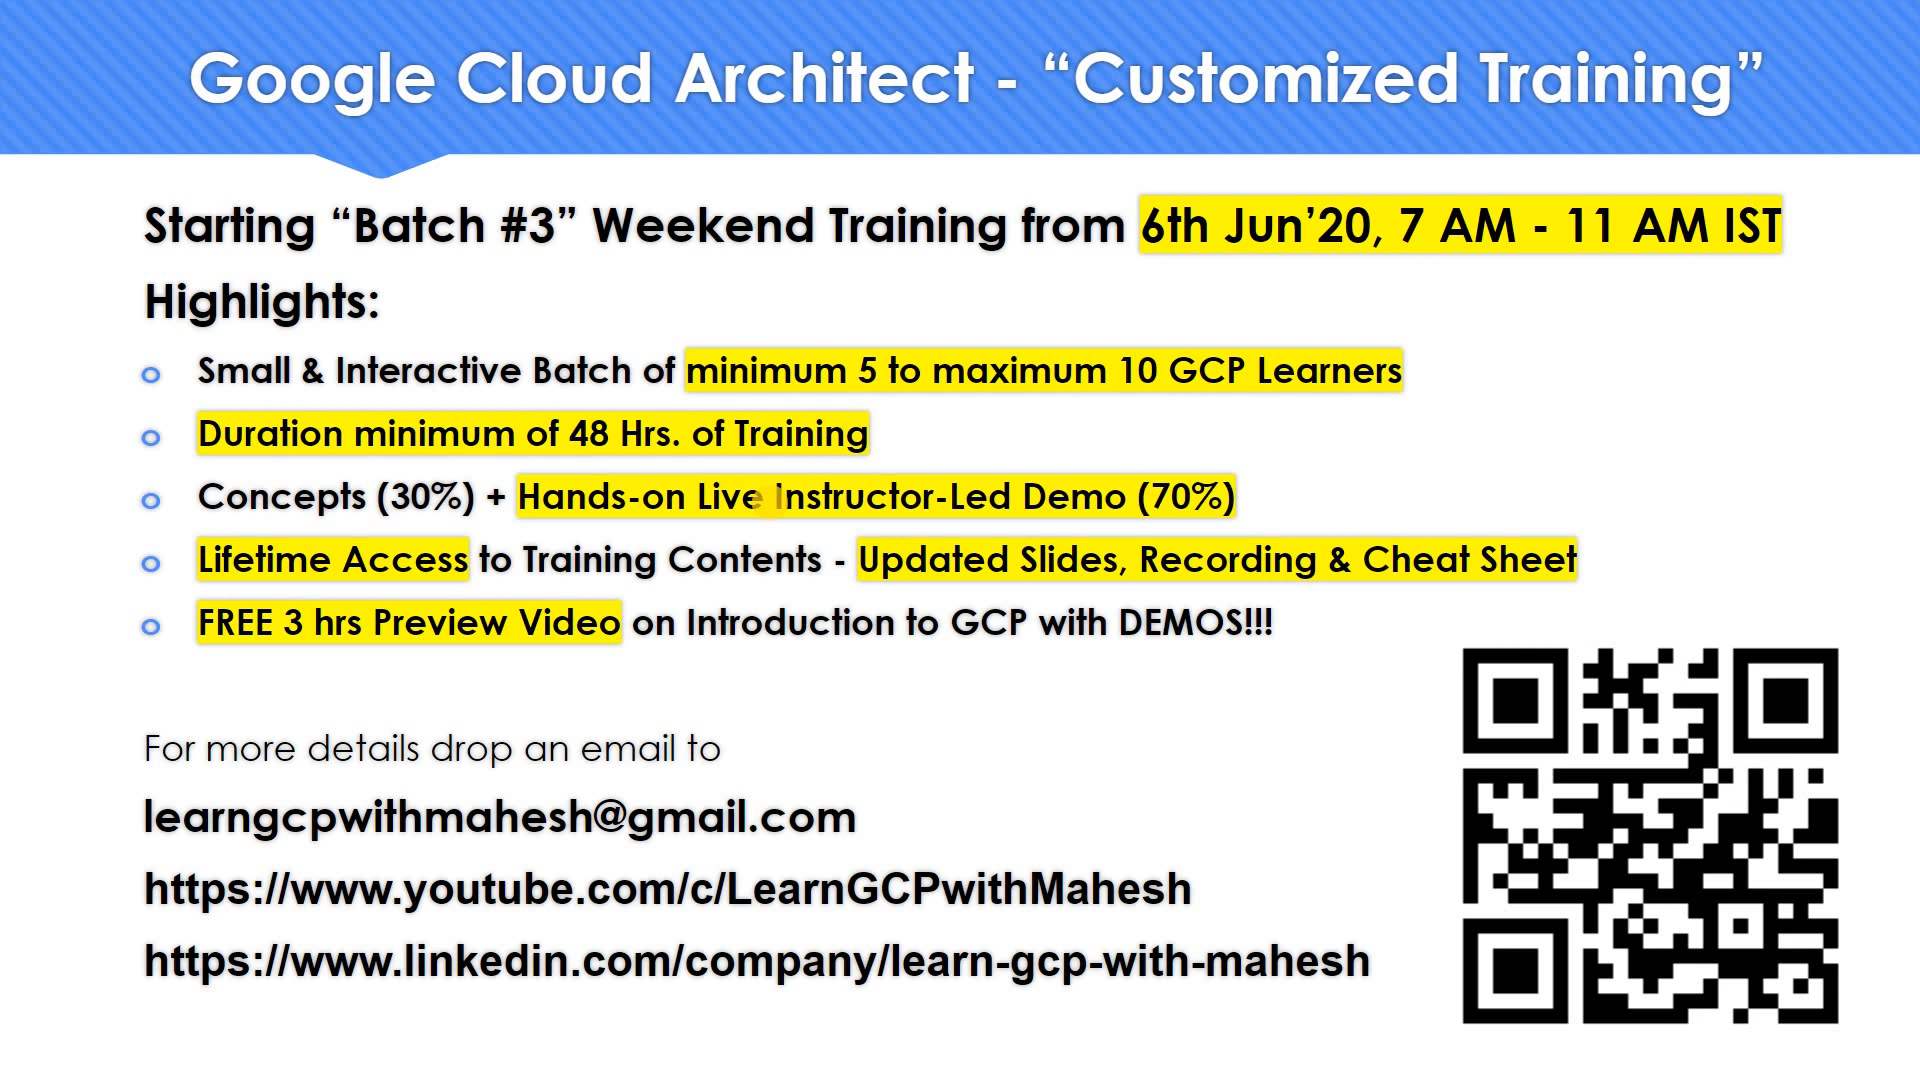 Google Cloud Architect - “Customized Training”
Starting “Batch #3” Weekend Training from 6th Jun’20, 7 AM - 11 AM IST
Highlights:
Small & Interactive Batch of minimum 5 to maximum 10 GCP Learners
Duration minimum of 48 Hrs. of Training
Concepts (30%) + Hands-on Live Instructor-Led Demo (70%)
Lifetime Access to Training Contents - Updated Slides, Recording & Cheat Sheet
FREE 3 hrs Preview Video on Introduction to GCP with DEMOS!!!
For more details drop an email to
learngcpwithmahesh@gmail.com
https://www.youtube.com/c/LearnGCPwithMahesh
https://www.linkedin.com/company/learn-gcp-with-mahesh